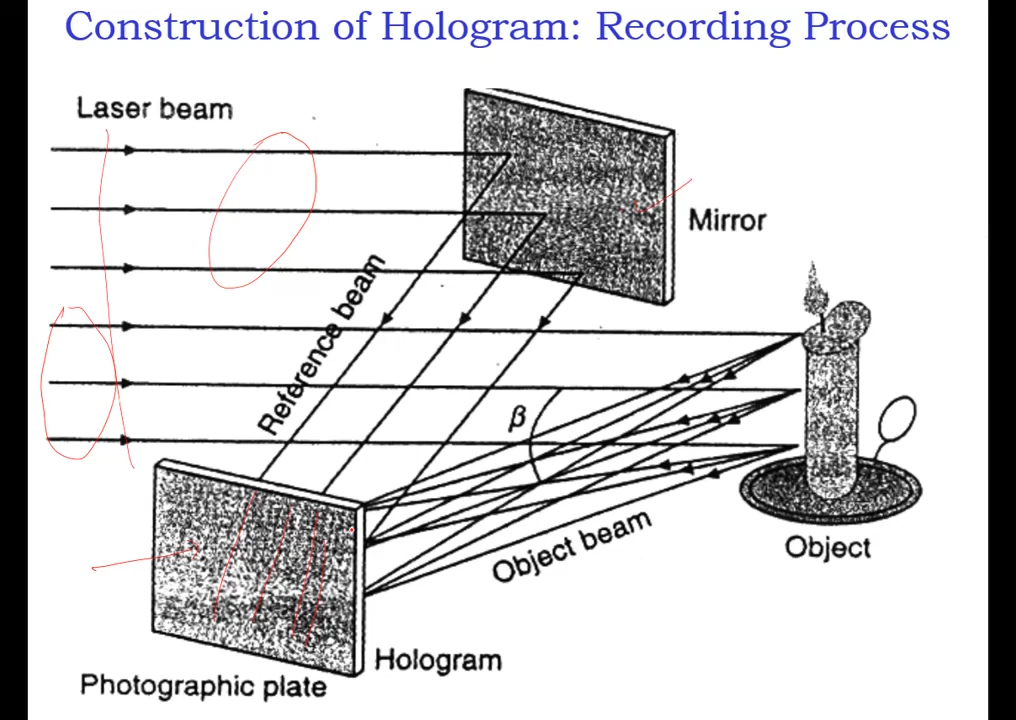 Construction of Hologram: Recording Process
Laser beam
Mirror
Reference beam
β
Object beam
Object
Hologram
Photographic plate